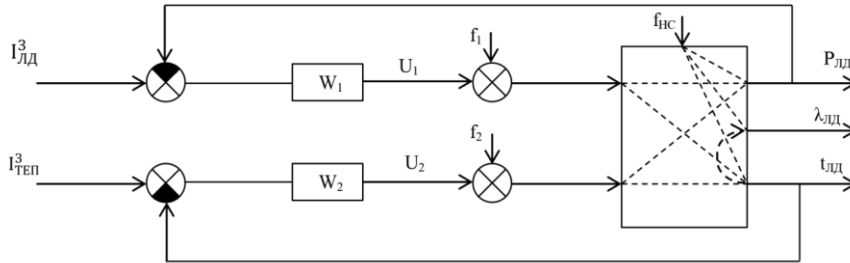 f_НС
I^З_ЛД
f₁
P_ЛД
W₁
U₁
λ_ЛД
f₂
I^З_ТЕП
W₂
U₂
t_ЛД